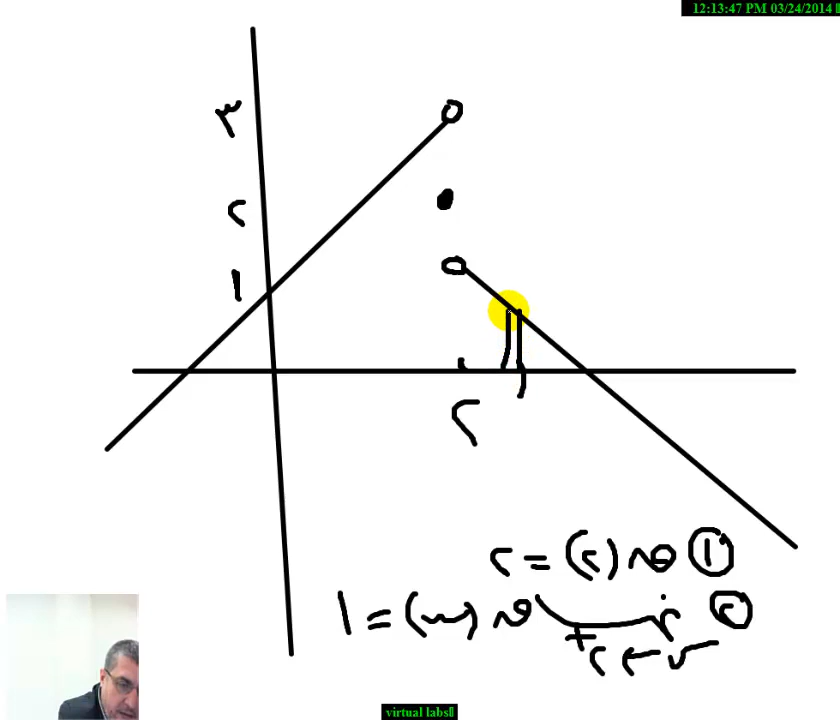 12:13:47 PM 03/24/2014
٣
٢
١
٢
① ق(٢) = ٢
② نهــا ق(س) = ١
س ← ٢+
virtual labs